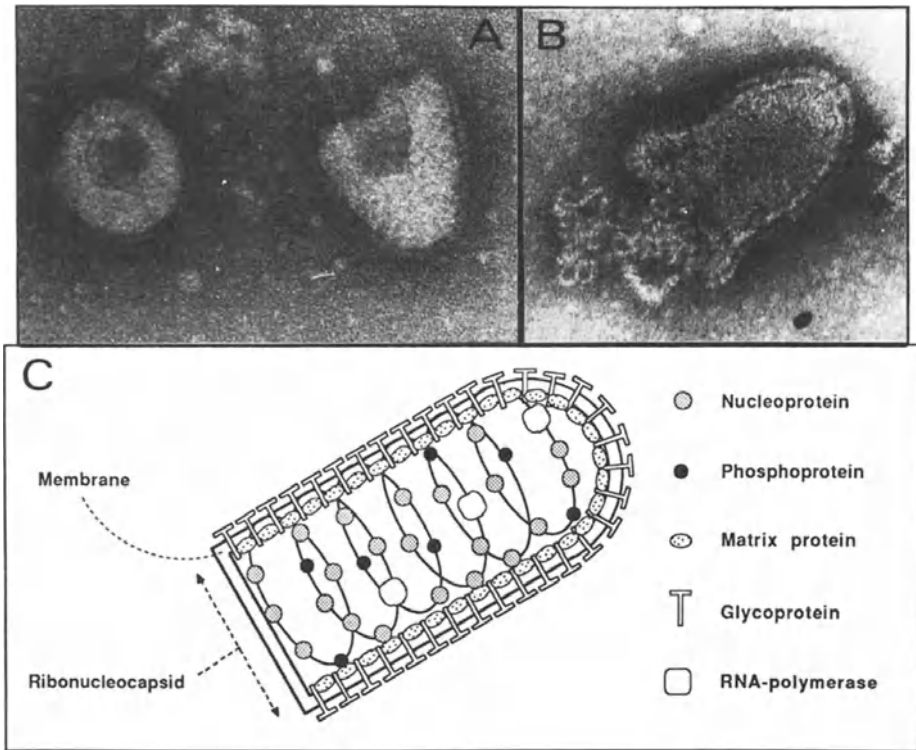 A
B
C
Membrane
Ribonucleocapsid
Nucleoprotein
Phosphoprotein
Matrix protein
Glycoprotein
RNA-polymerase